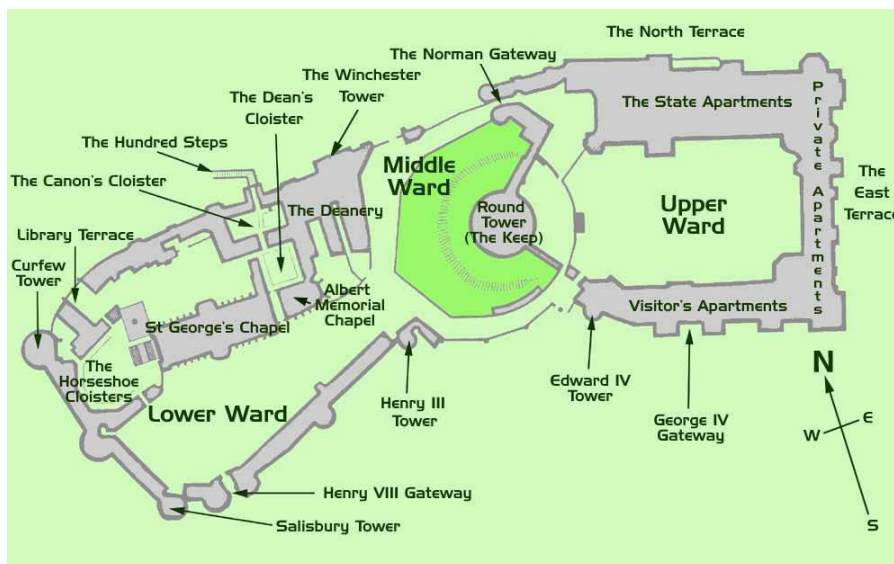 The North Terrace
The Norman Gateway
The Winchester
Tower
The Dean's
Cloister
The Hundred Steps
The Canon's Cloister
Library Terrace
Curfew
Tower
The Deanery
Middle
Ward
The State Apartments
Private Apartments
The
East
Terrace
Round
Tower
(The Keep)
Upper
Ward
Albert
Memorial
Chapel
St George's Chapel
Visitor's Apartments
The
Horseshoe
Cloisters
Lower Ward
Henry III
Tower
Edward IV
Tower
George IV
Gateway
N
E
W
S
Henry VIII Gateway
Salisbury Tower